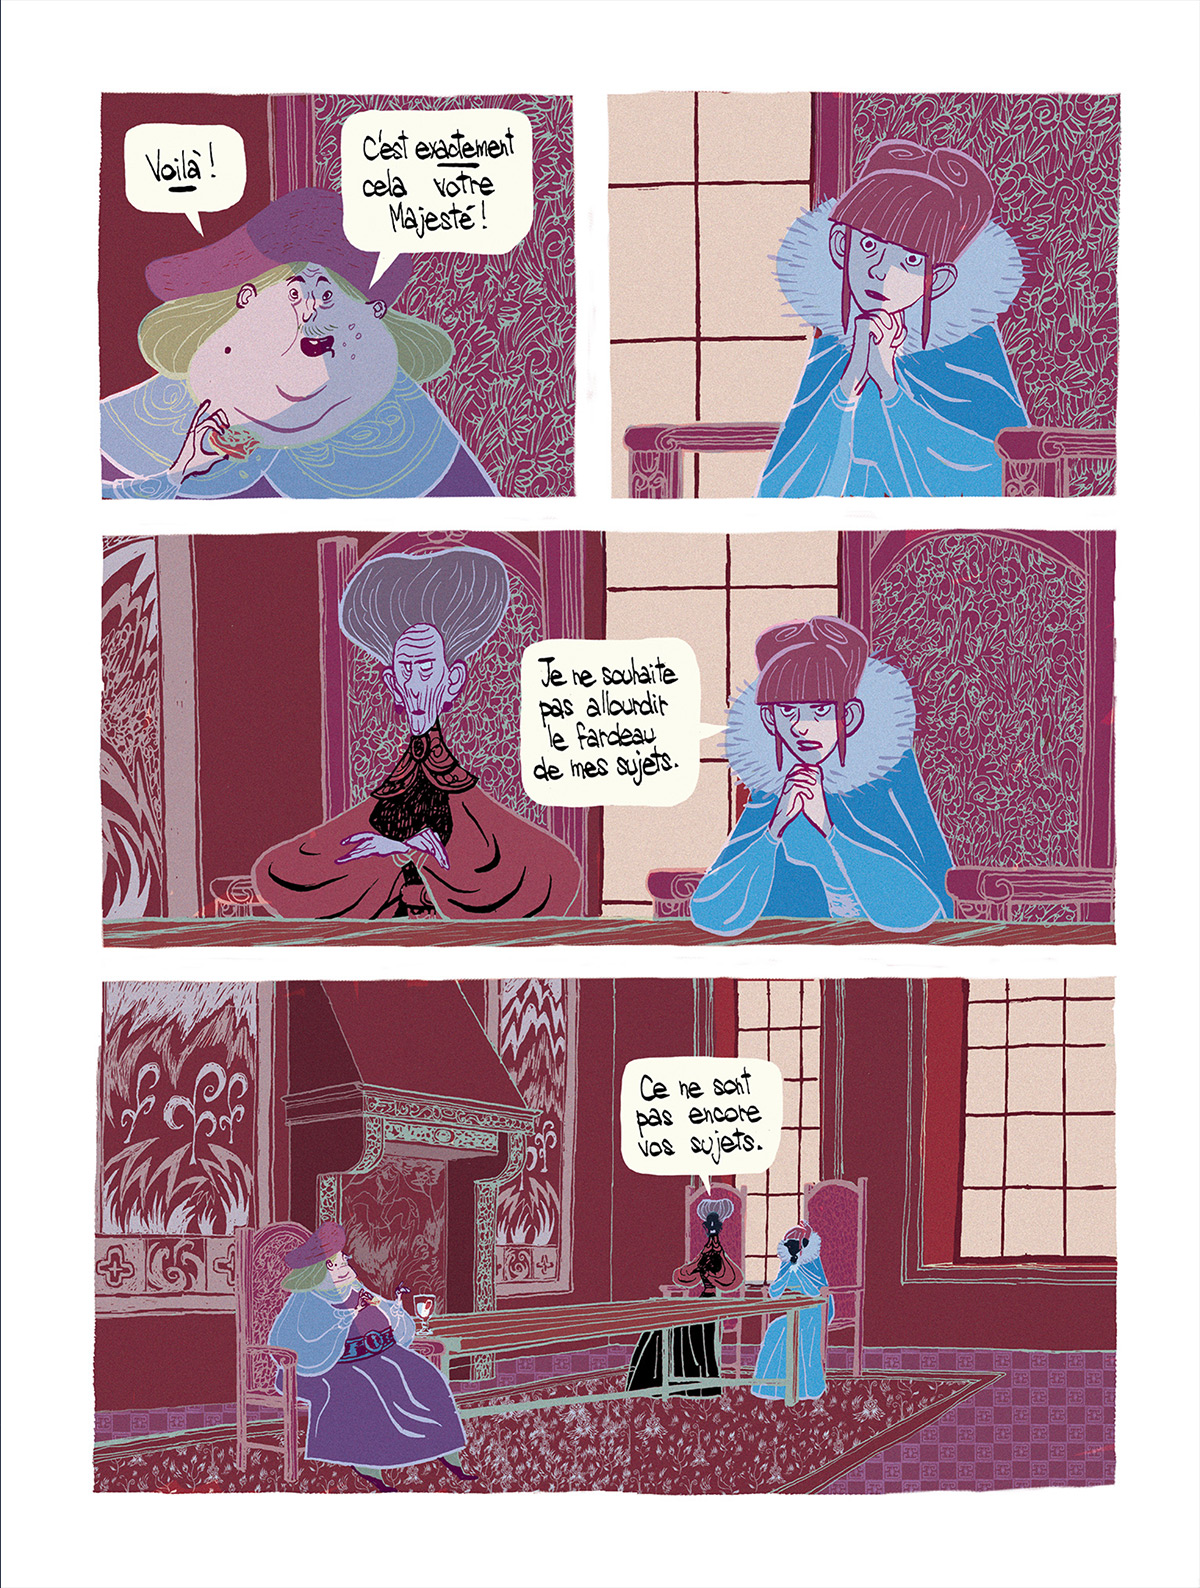 Voilà !
C'est exactement
cela votre
Majesté !
Je ne souhaite
pas allourdir
le fardeau
de mes sujets.
Ce ne sont
pas encore
vos sujets.